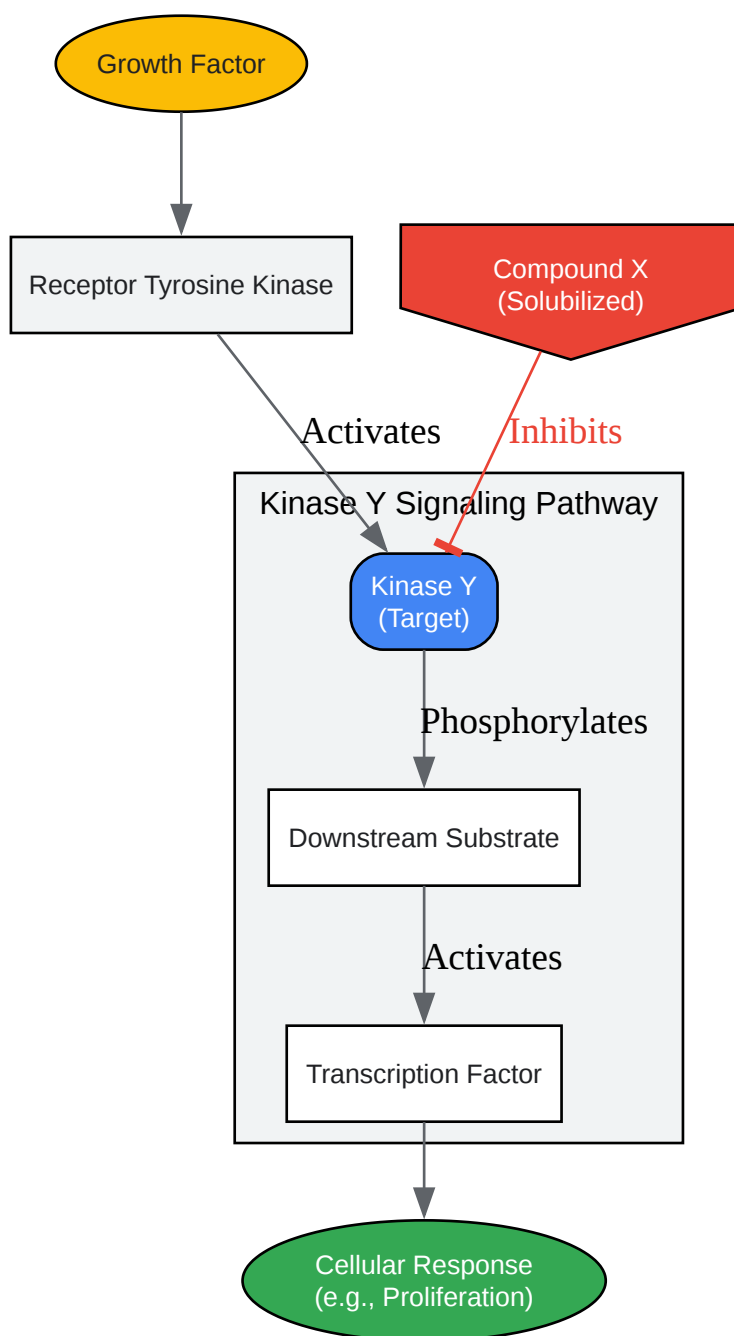 Growth Factor
Receptor Tyrosine Kinase
Compound X
(Solubilized)
Activates
Inhibits
Kinase Y Signaling Pathway
Kinase Y
(Target)
Phosphorylates
Downstream Substrate
Activates
Transcription Factor
Cellular Response
(e.g., Proliferation)